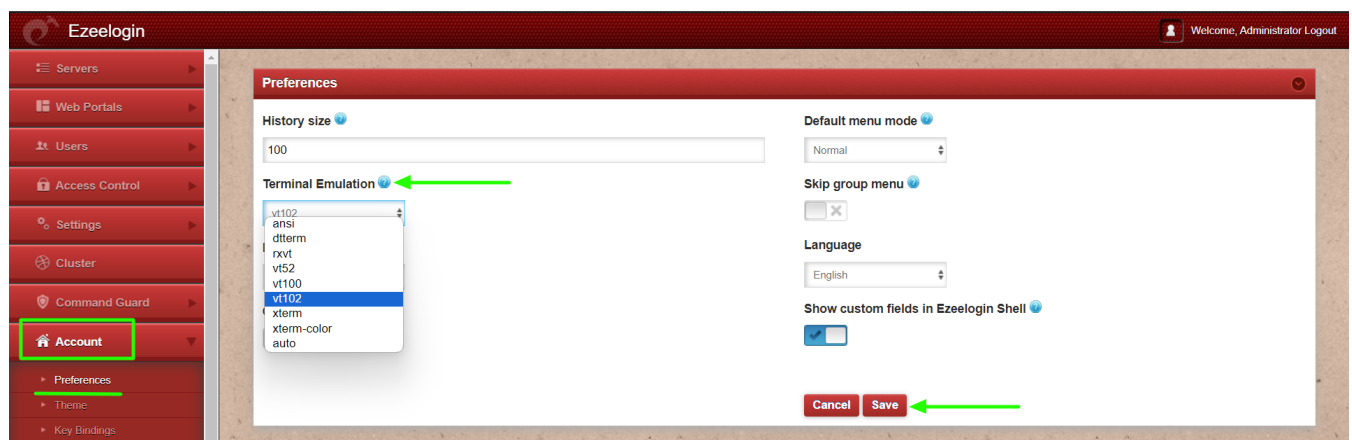 Ezeelogin
Welcome, Administrator Logout
Servers
Web Portals
Users
Access Control
Settings
Cluster
Command Guard
Account
Preferences
Theme
Key Bindings
Preferences
History size
100
Terminal Emulation
vt102
ansi
dtterm
rxvt
vt52
vt100
vt102
xterm
xterm-color
auto
Default menu mode
Normal
Skip group menu
Language
English
Show custom fields in Ezeelogin Shell
Cancel Save